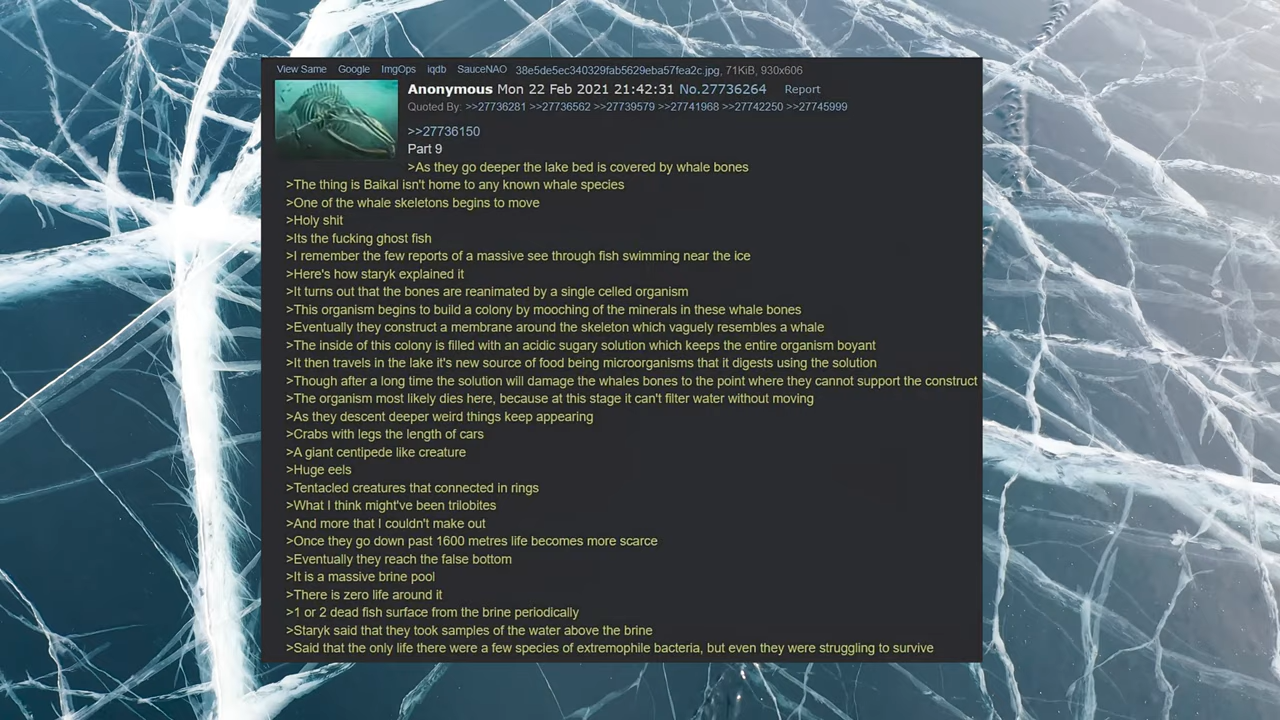 View Same Google ImgOps iqdb SauceNAO 38e5de5ec340329fab5629eba57fea2c.jpg, 71KiB, 930x606
Anonymous Mon 22 Feb 2021 21:42:31 No.27736264 Report
Quoted By: >>27736281 >>27736562 >>27739579 >>27741968 >>27742250 >>27745999
>>27736150
Part 9
>As they go deeper the lake bed is covered by whale bones
>The thing is Baikal isn't home to any known whale species
>One of the whale skeletons begins to move
>Holy shit
>Its the fucking ghost fish
>I remember the few reports of a massive see through fish swimming near the ice
>Here's how staryk explained it
>It turns out that the bones are reanimated by a single celled organism
>This organism begins to build a colony by mooching of the minerals in these whale bones
>Eventually they construct a membrane around the skeleton which vaguely resembles a whale
>The inside of this colony is filled with an acidic sugary solution which keeps the entire organism boyant
>It then travels in the lake it's new source of food being microorganisms that it digests using the solution
>Though after a long time the solution will damage the whales bones to the point where they cannot support the construct
>The organism most likely dies here, because at this stage it can't filter water without moving
>As they descent deeper weird things keep appearing
>Crabs with legs the length of cars
>A giant centipede like creature
>Huge eels
>Tentacled creatures that connected in rings
>What I think might've been trilobites
>And more that I couldn't make out
>Once they go down past 1600 metres life becomes more scarce
>Eventually they reach the false bottom
>It is a massive brine pool
>There is zero life around it
>1 or 2 dead fish surface from the brine periodically
>Staryk said that they took samples of the water above the brine
>Said that the only life there were a few species of extremophile bacteria, but even they were struggling to survive